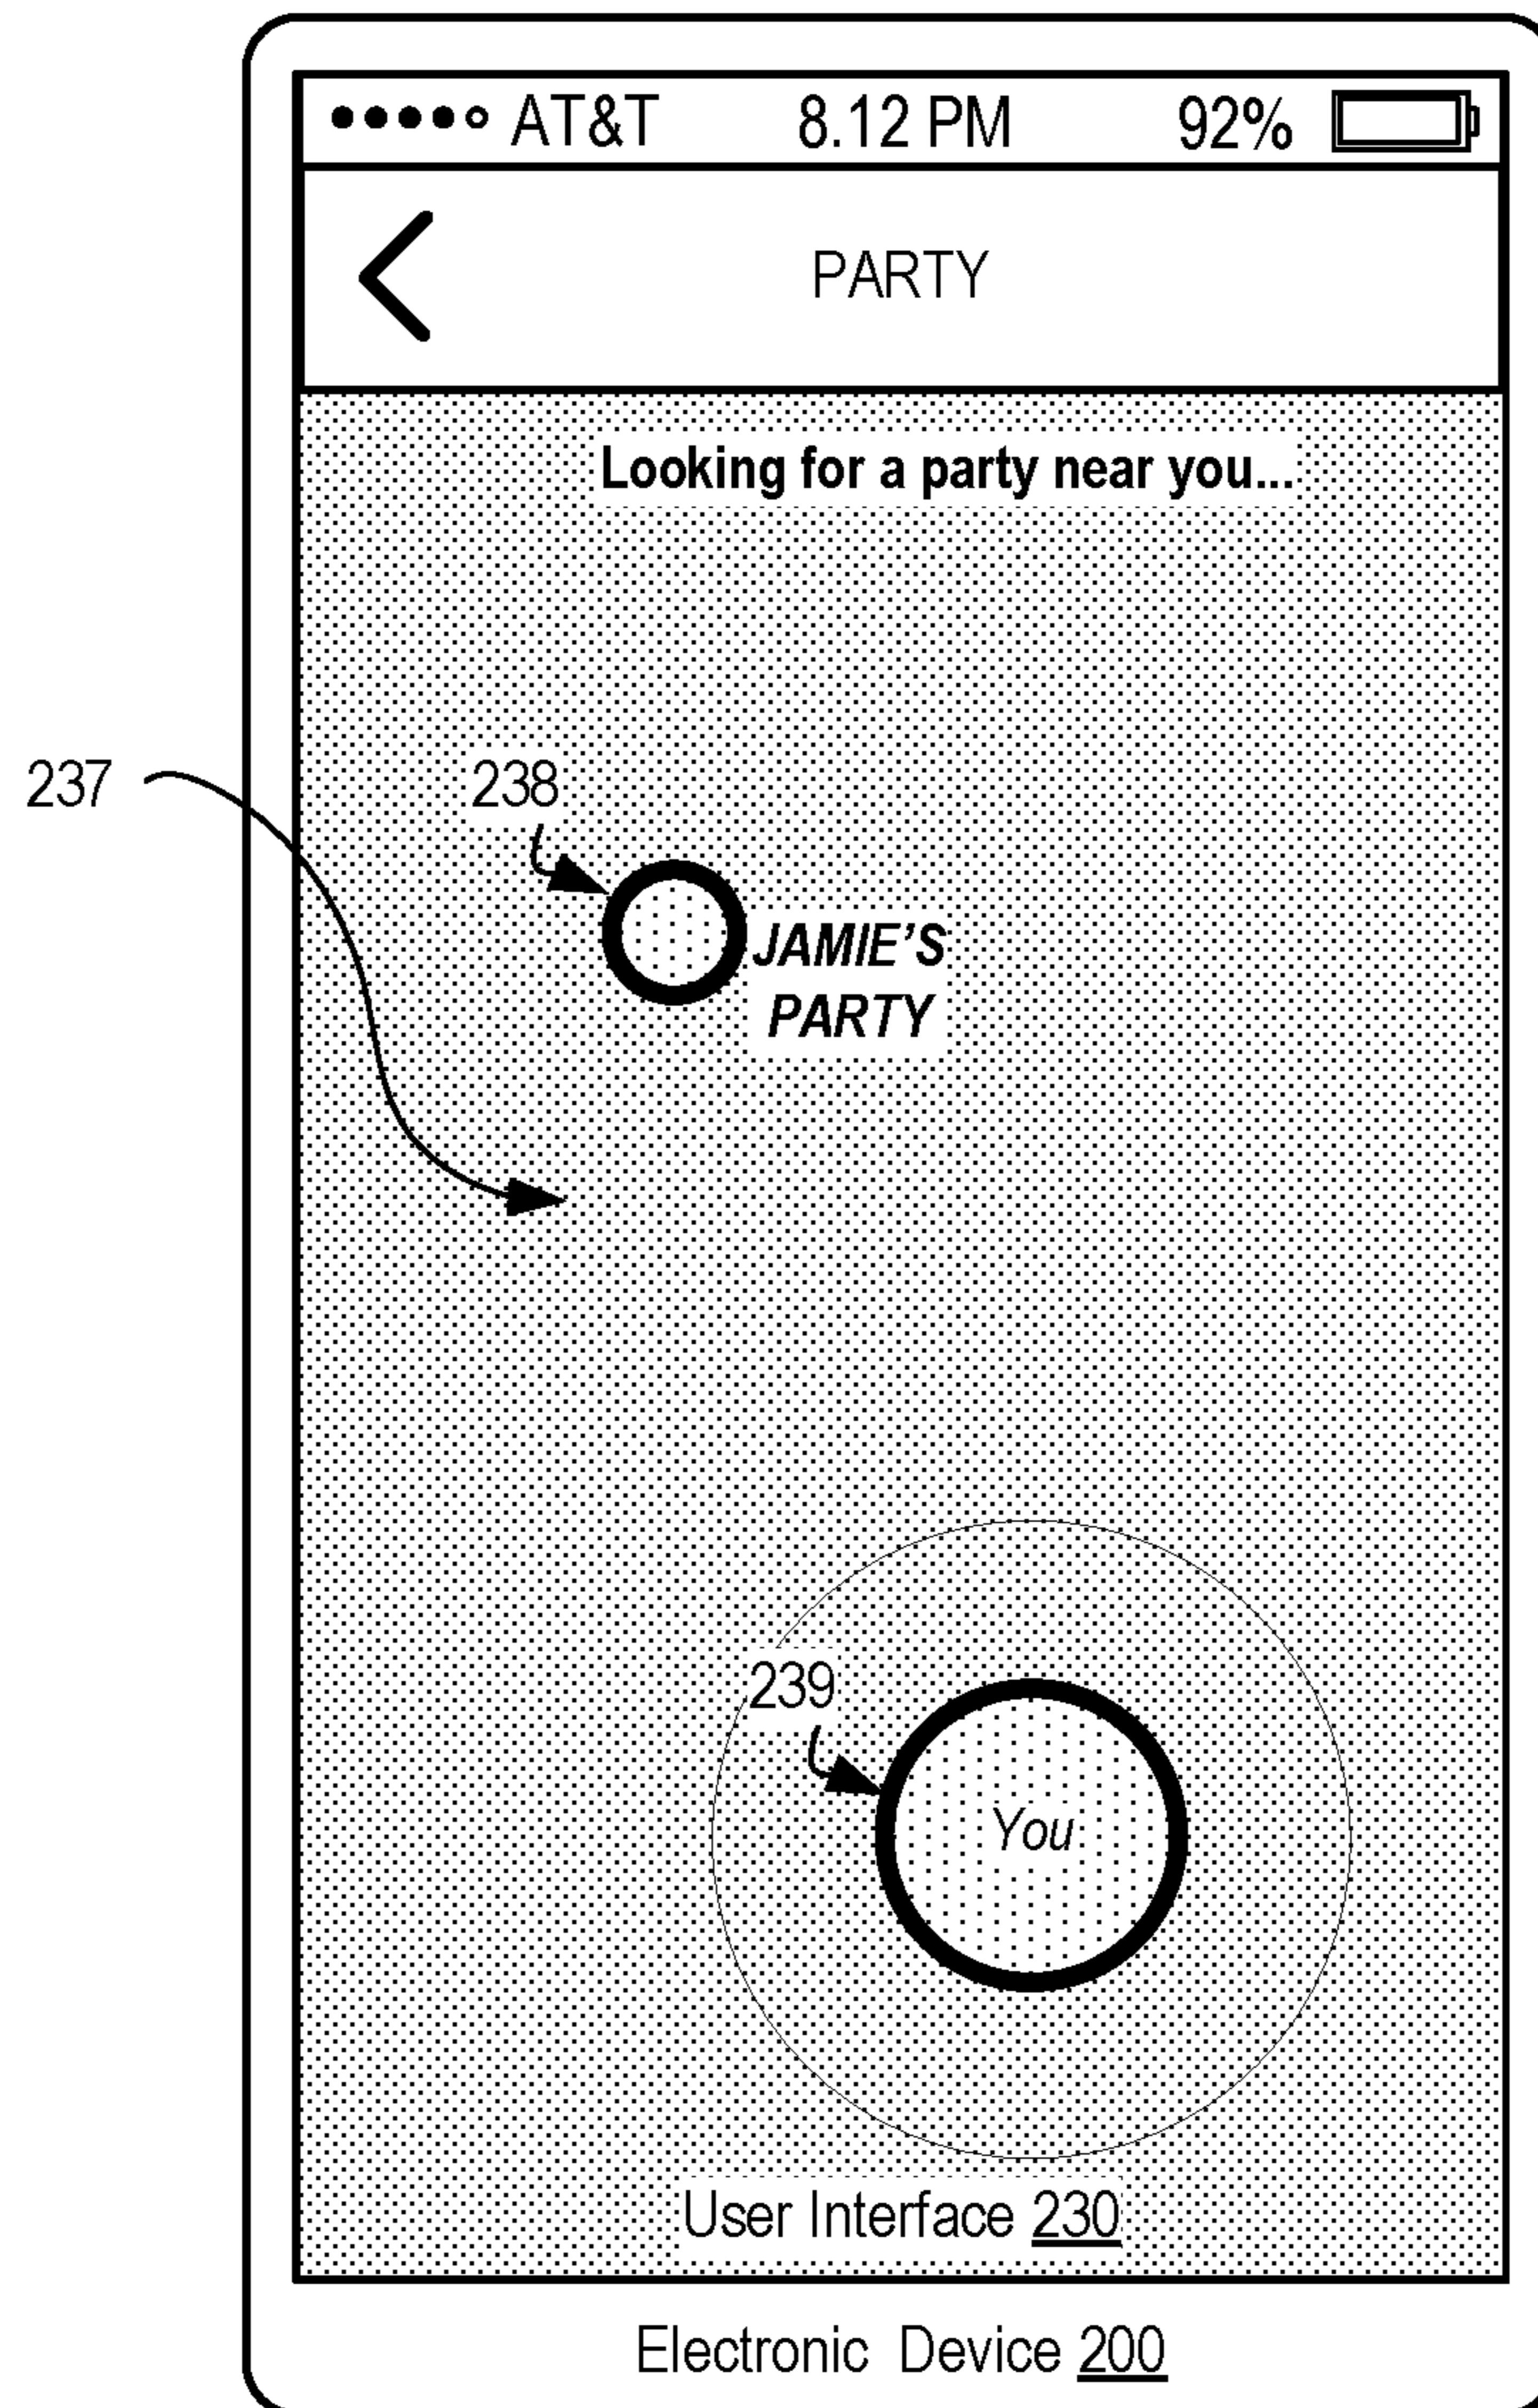 AT&T 8.12 PM 92%
PARTY
Looking for a party near you...
237
238
JAMIE'S
PARTY
239
You
User Interface 230
Electronic Device 200